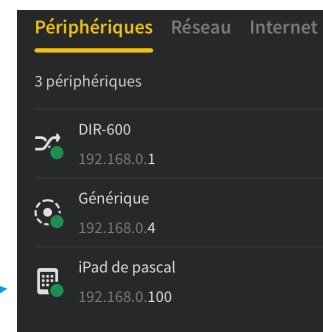 Périphériques Réseau Internet
3 périphériques
DIR-600
192.168.0.1
Générique
192.168.0.4
iPad de pascal
192.168.0.100